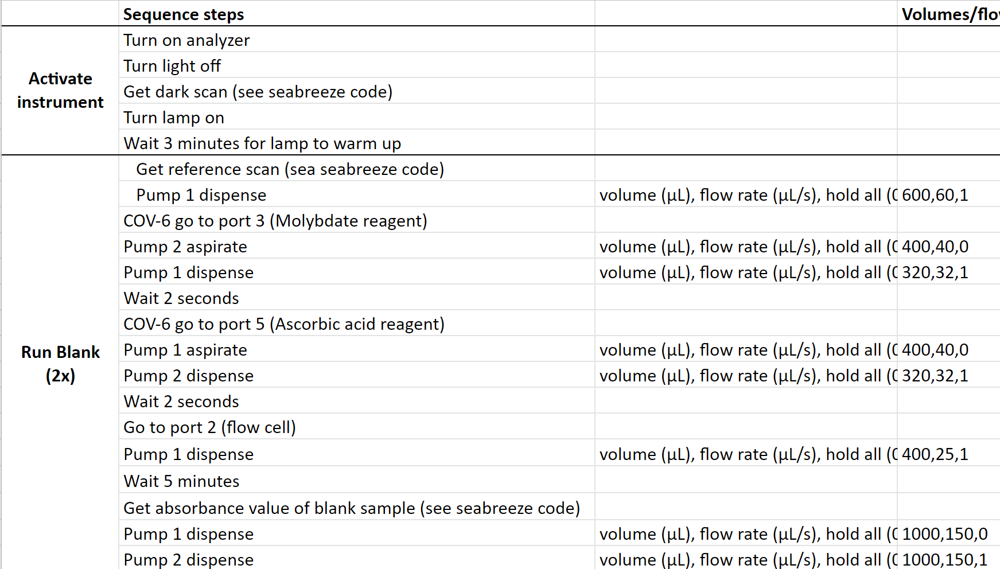 Sequence steps Volumes/flo
Activate
instrument
Turn on analyzer
Turn light off
Get dark scan (see seabreeze code)
Turn lamp on
Wait 3 minutes for lamp to warm up
Run Blank
(2x)
Get reference scan (sea seabreeze code)
Pump 1 dispense volume (µL), flow rate (µL/s), hold all (0 600,60,1
COV-6 go to port 3 (Molybdate reagent)
Pump 2 aspirate volume (µL), flow rate (µL/s), hold all (0 400,40,0
Pump 1 dispense volume (µL), flow rate (µL/s), hold all (0 320,32,1
Wait 2 seconds
COV-6 go to port 5 (Ascorbic acid reagent)
Pump 1 aspirate volume (µL), flow rate (µL/s), hold all (0 400,40,0
Pump 2 dispense volume (µL), flow rate (µL/s), hold all (0 320,32,1
Wait 2 seconds
Go to port 2 (flow cell)
Pump 1 dispense volume (µL), flow rate (µL/s), hold all (0 400,25,1
Wait 5 minutes
Get absorbance value of blank sample (see seabreeze code)
Pump 1 dispense volume (µL), flow rate (µL/s), hold all (0 1000,150,0
Pump 2 dispense volume (µL), flow rate (µL/s), hold all (0 1000,150,1